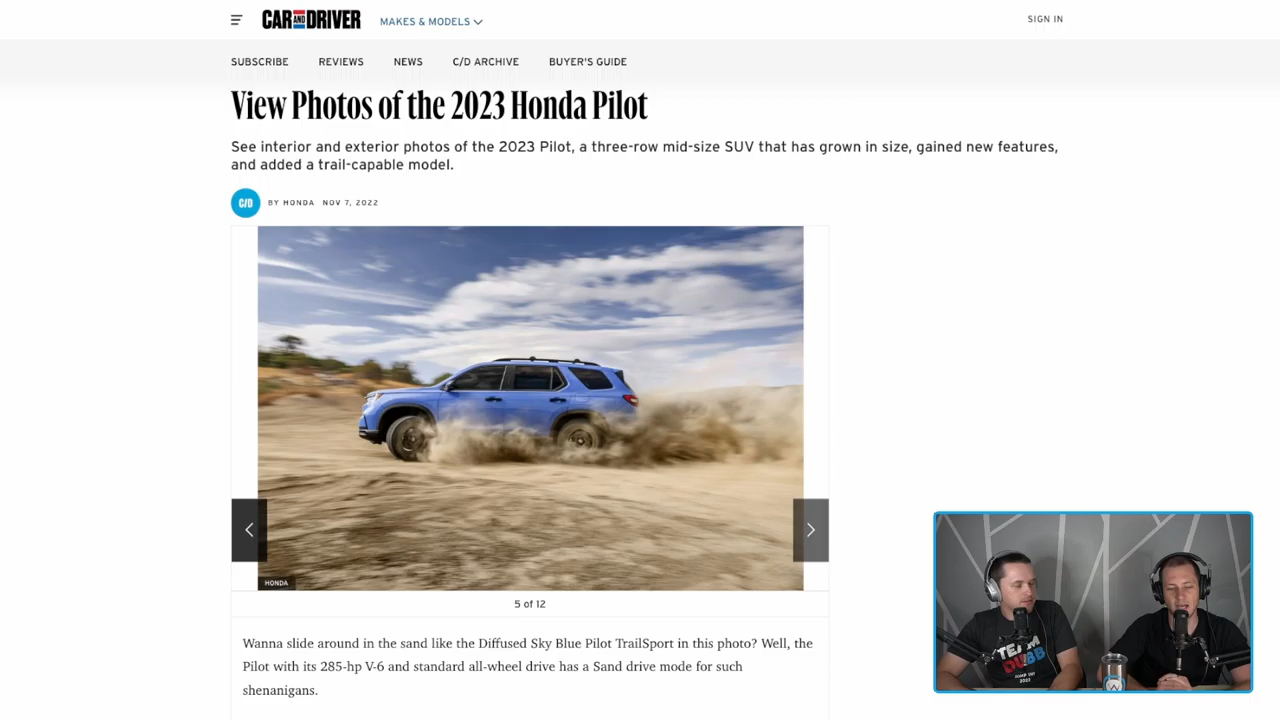 CAR AND DRIVER
MAKES & MODELS
SIGN IN
SUBSCRIBE REVIEWS NEWS C/D ARCHIVE BUYER'S GUIDE
View Photos of the 2023 Honda Pilot
See interior and exterior photos of the 2023 Pilot, a three-row mid-size SUV that has grown in size, gained new features,
and added a trail-capable model.
C/D BY HONDA NOV 7, 2022
HONDA
5 of 12
Wanna slide around in the sand like the Diffused Sky Blue Pilot TrailSport in this photo? Well, the
Pilot with its 285-hp V-6 and standard all-wheel drive has a Sand drive mode for such
shenanigans.
TEAM
DUBB
2022